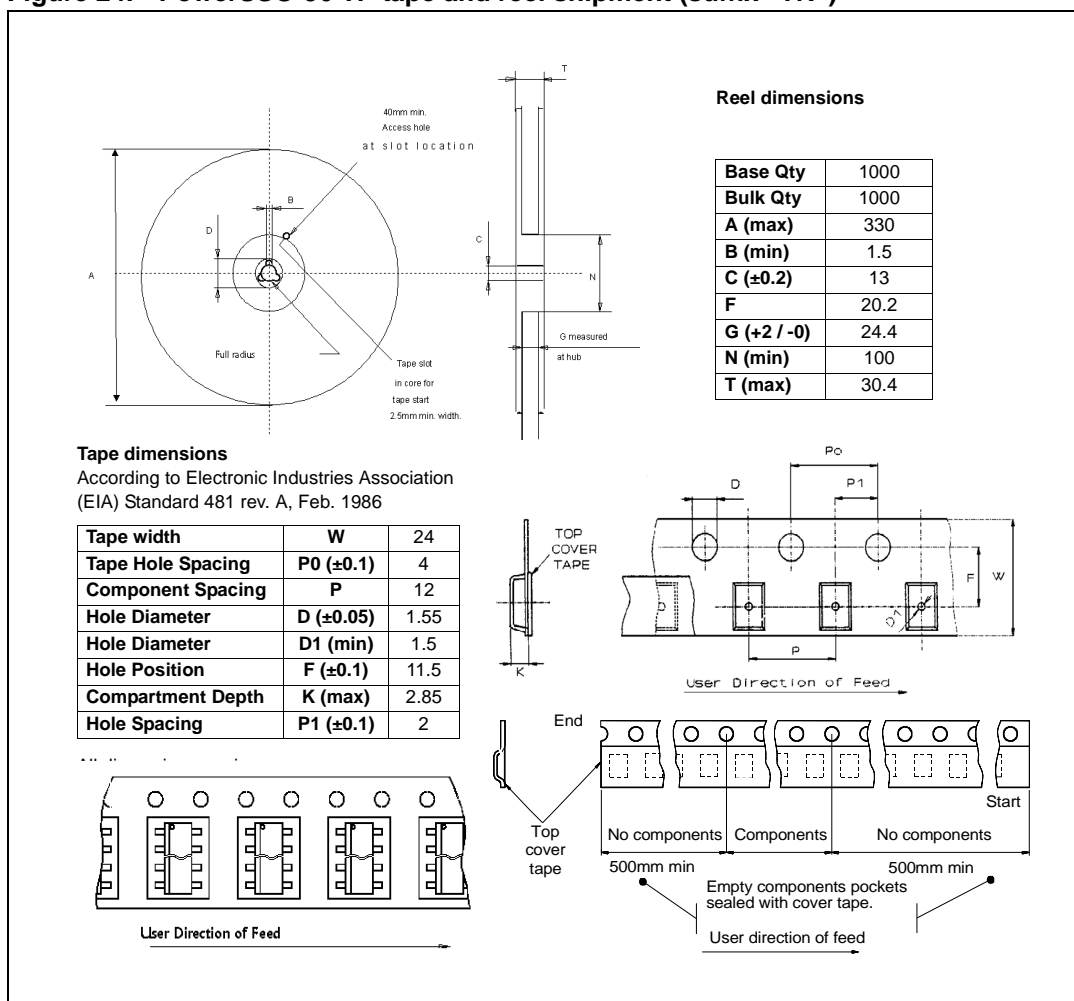 T
40mm min.
Access hole
at slot location
B
D
C
A
N
G measured
at hub
Full radius
Tape slot
in core for
tape start
2.5mm min. width.
Reel dimensions
Base Qty 1000
Bulk Qty 1000
A (max) 330
B (min) 1.5
C (±0.2) 13
F 20.2
G (+2 / -0) 24.4
N (min) 100
T (max) 30.4
Tape dimensions
According to Electronic Industries Association
(EIA) Standard 481 rev. A, Feb. 1986
Tape width W 24
Tape Hole Spacing P0 (±0.1) 4
Component Spacing P 12
Hole Diameter D (±0.05) 1.55
Hole Diameter D1 (min) 1.5
Hole Position F (±0.1) 11.5
Compartment Depth K (max) 2.85
Hole Spacing P1 (±0.1) 2
Po
D
P1
TOP
COVER
TAPE
F
W
D1
K
P
User Direction of Feed
End
Start
Top
cover
tape
No components
Components
No components
500mm min
500mm min
Empty components pockets
sealed with cover tape.
User direction of feed
User Direction of Feed